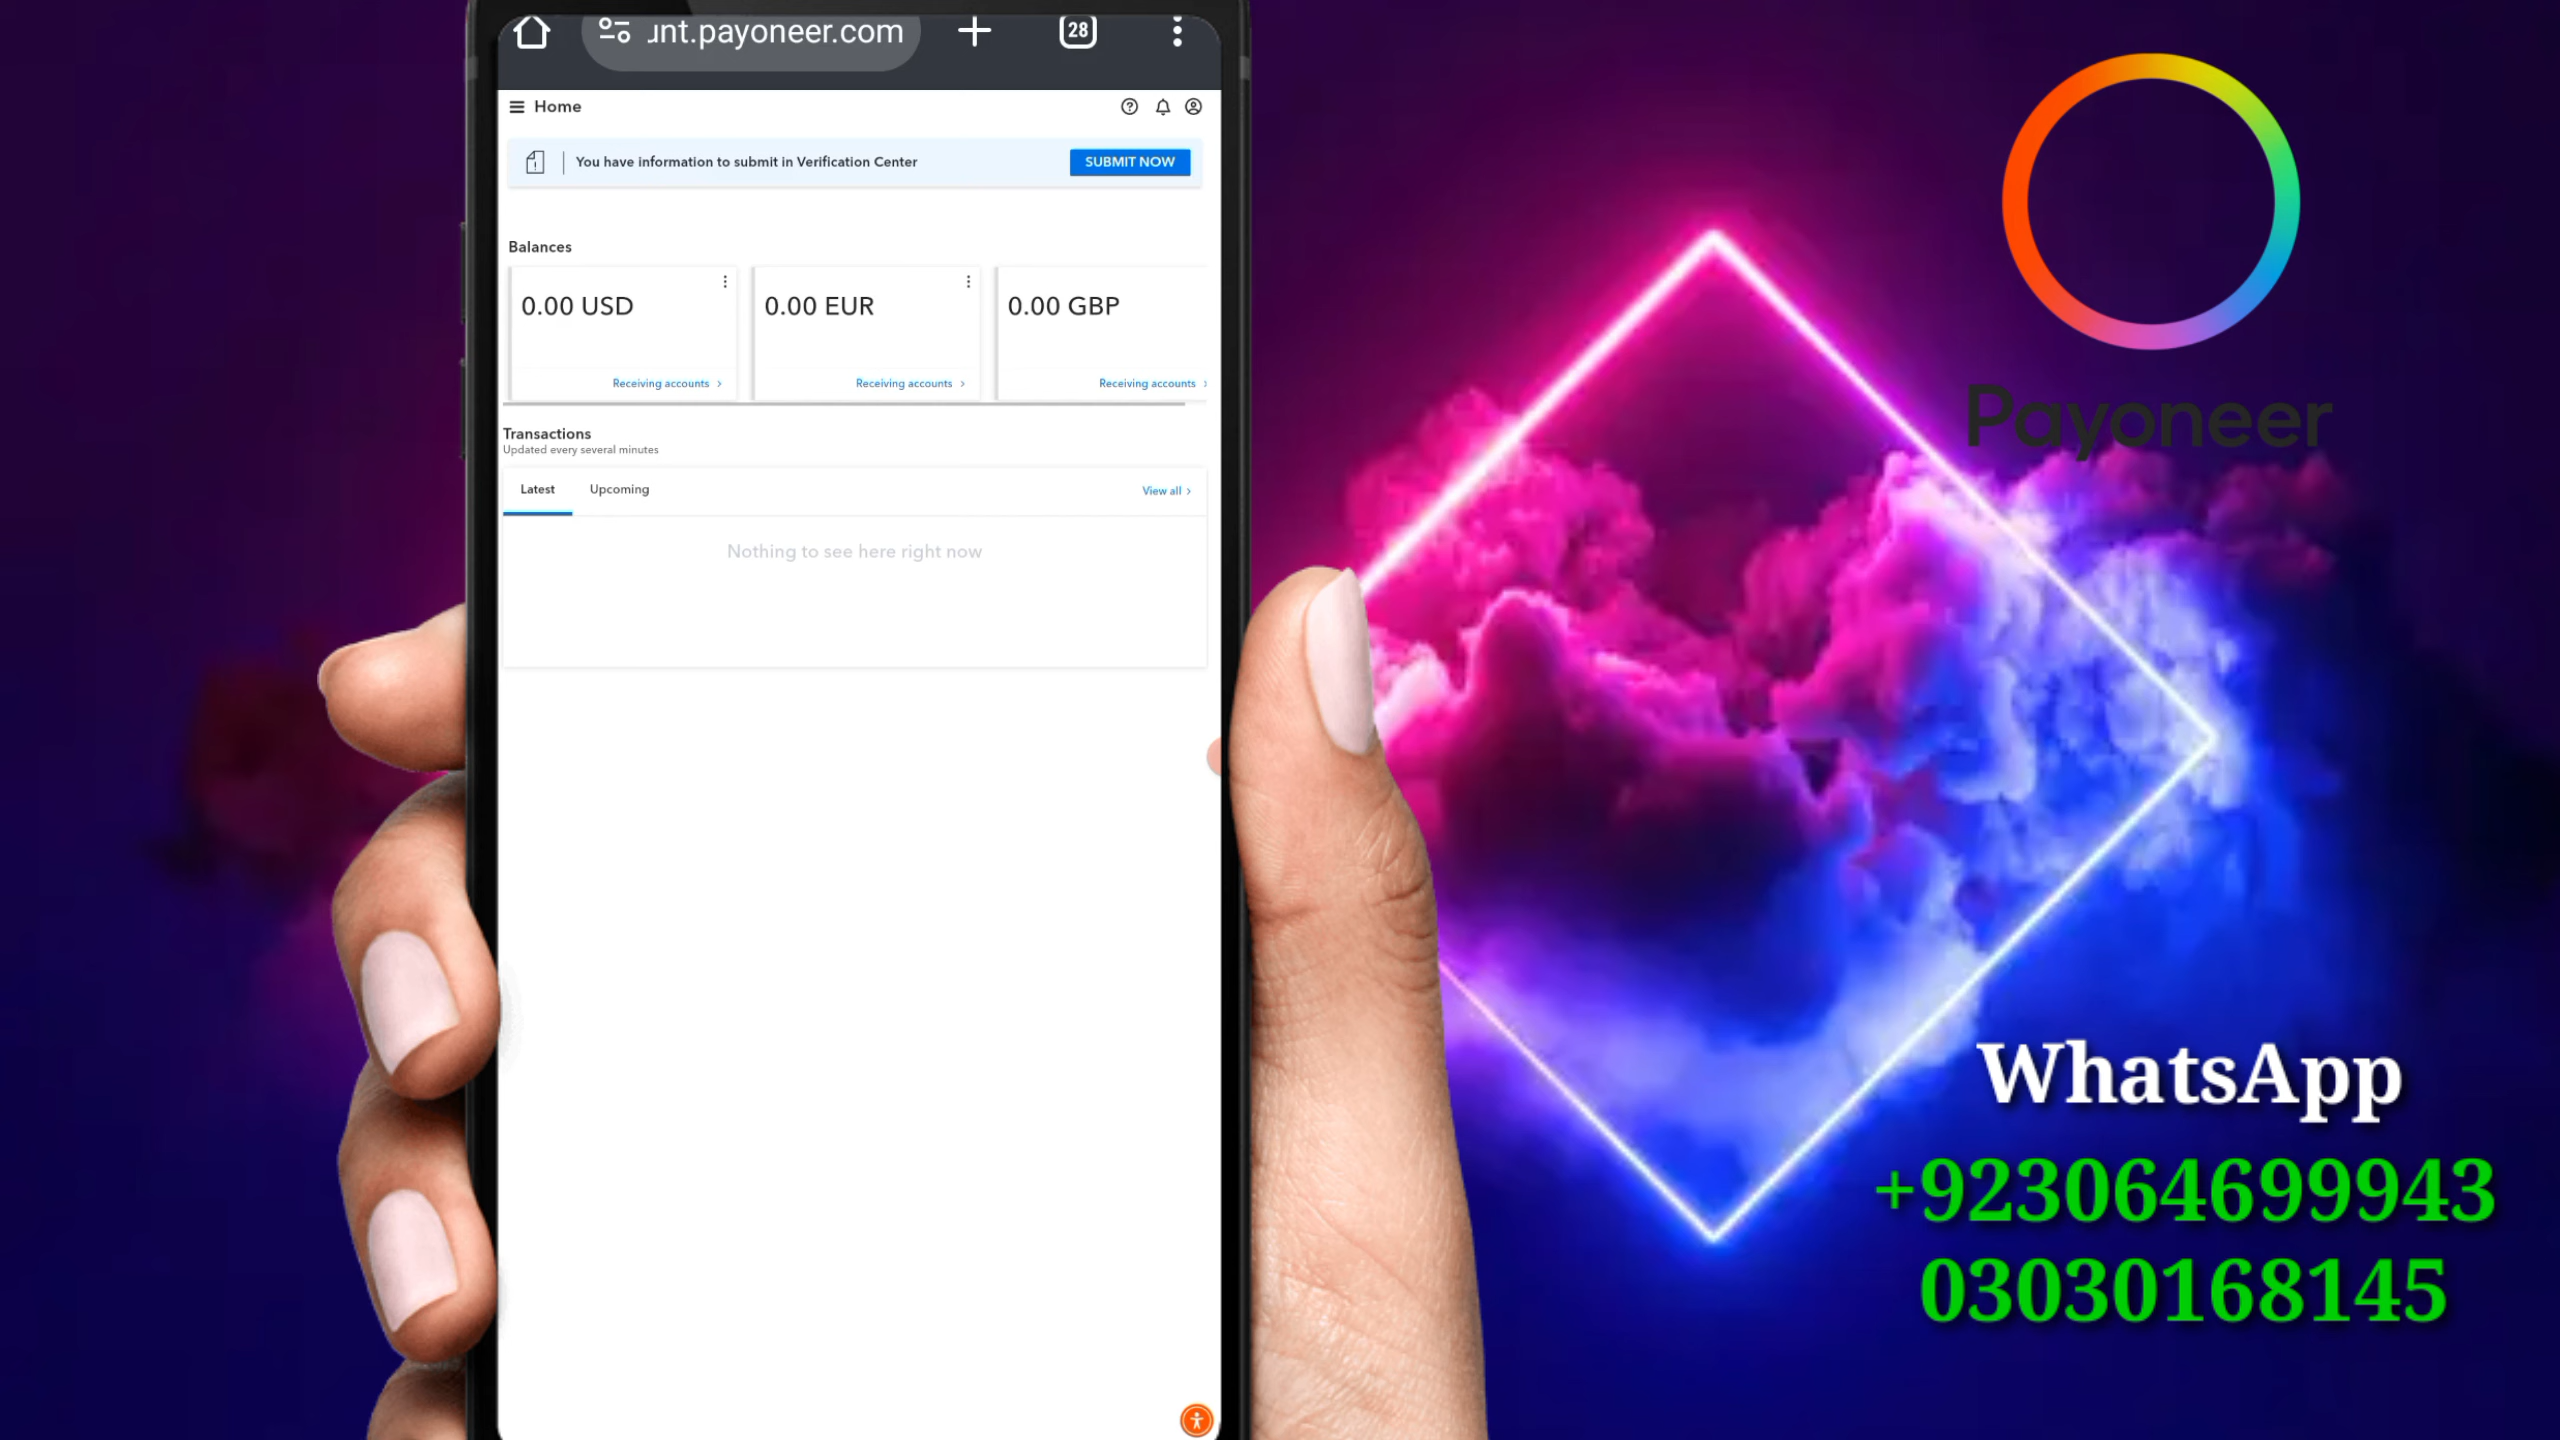 unt.payoneer.com
28
Home
You have information to submit in Verification Center
SUBMIT NOW
Balances
0.00 USD
0.00 EUR
0.00 GBP
Receiving accounts
Receiving accounts
Receiving accounts
Transactions
Updated every several minutes
Latest
Upcoming
View all
Nothing to see here right now
Payoneer
WhatsApp
+923064699943
03030168145